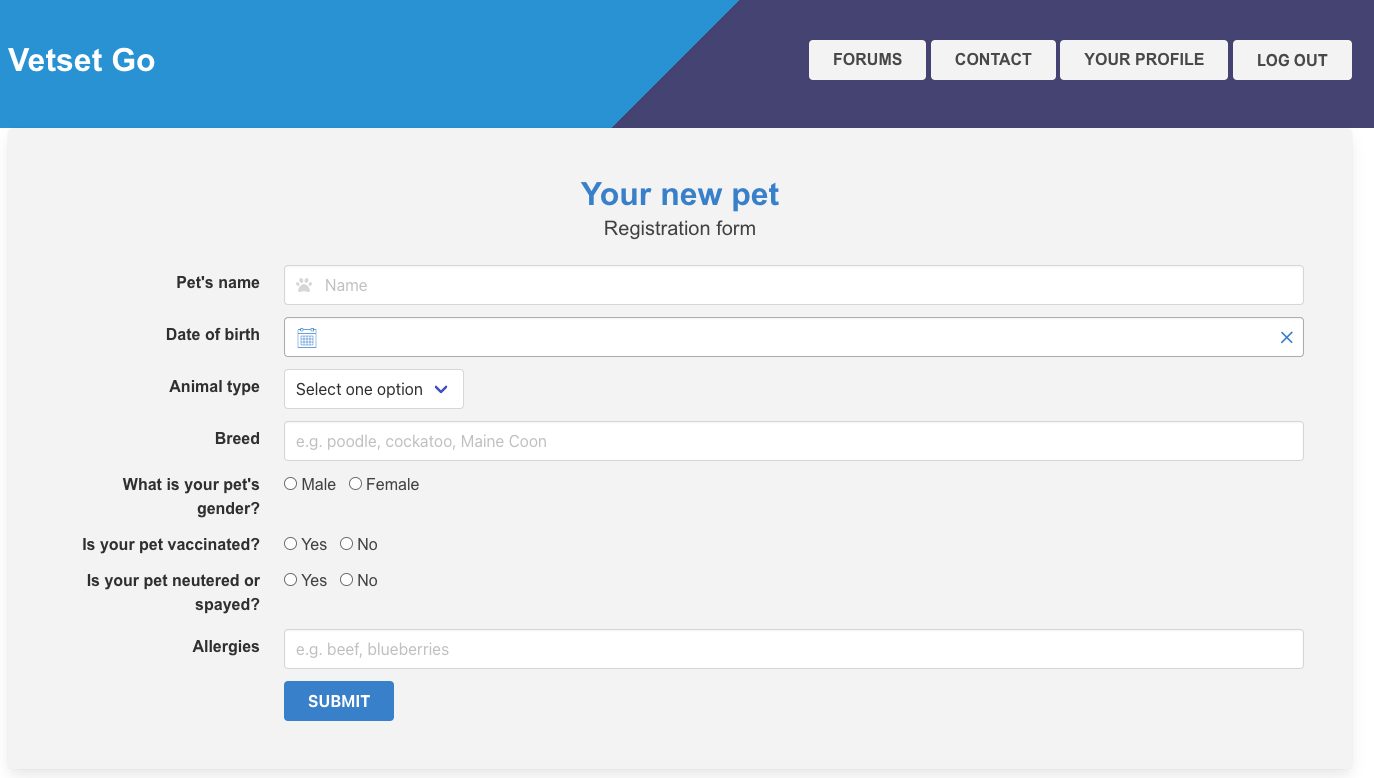 Vetset Go
FORUMS
CONTACT
YOUR PROFILE
LOG OUT
Your new pet
Registration form
Pet's name
Name
Date of birth
Animal type
Select one option
Breed
e.g. poodle, cockatoo, Maine Coon
What is your pet's
gender?
Male
Female
Is your pet vaccinated?
Yes
No
Is your pet neutered or
spayed?
Yes
No
Allergies
e.g. beef, blueberries
SUBMIT